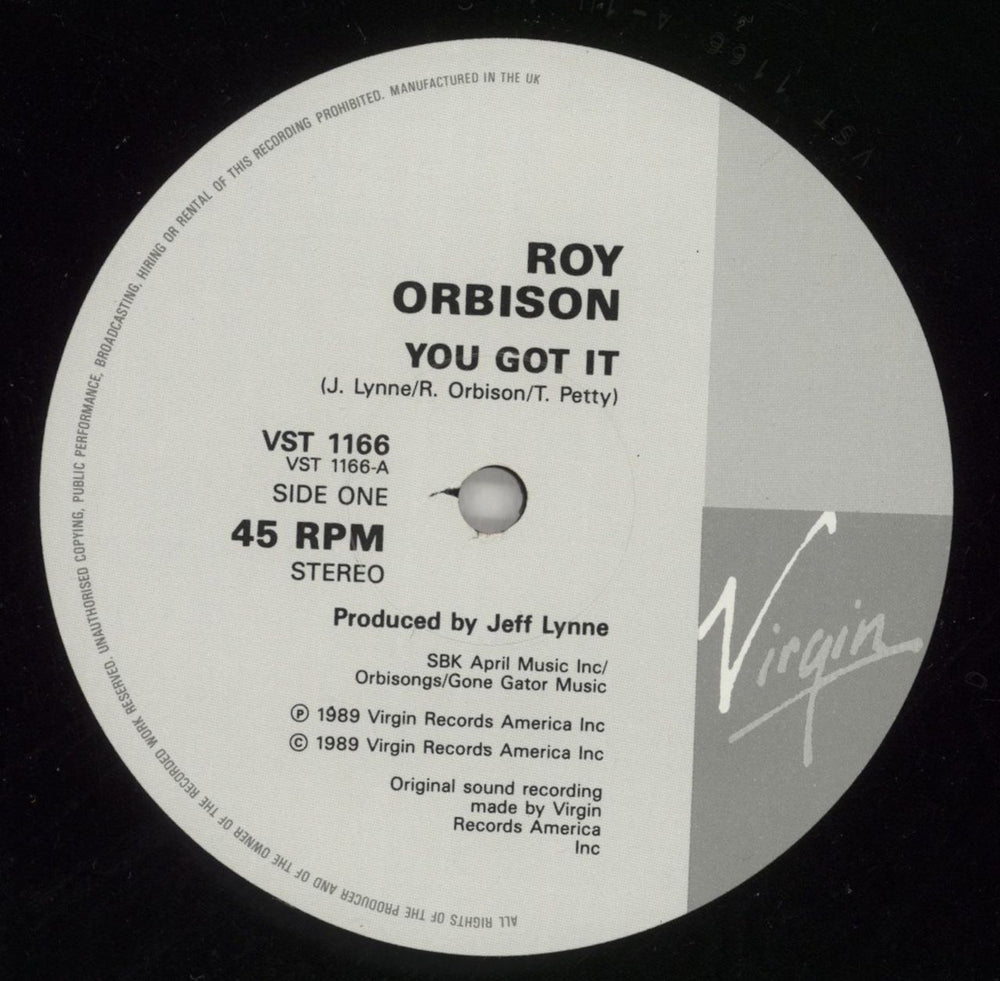 ROY
ORBISON
YOU GOT IT
(J. Lynne/R. Orbison/T. Petty)
VST 1166
VST 1166-A
SIDE ONE
45 RPM
STEREO
Produced by Jeff Lynne
SBK April Music Inc/
Orbisongs/Gone Gator Music
℗ 1989 Virgin Records America Inc
© 1989 Virgin Records America Inc
Original sound recording
made by Virgin
Records America
Inc
Virgin
ALL RIGHTS OF THE PRODUCER AND OF THE OWNER OF THE RECORDED WORK RESERVED. UNAUTHORISED COPYING, PUBLIC PERFORMANCE, BROADCASTING, HIRING OR RENTAL OF THIS RECORDING PROHIBITED. MANUFACTURED IN THE UK
VST 1166